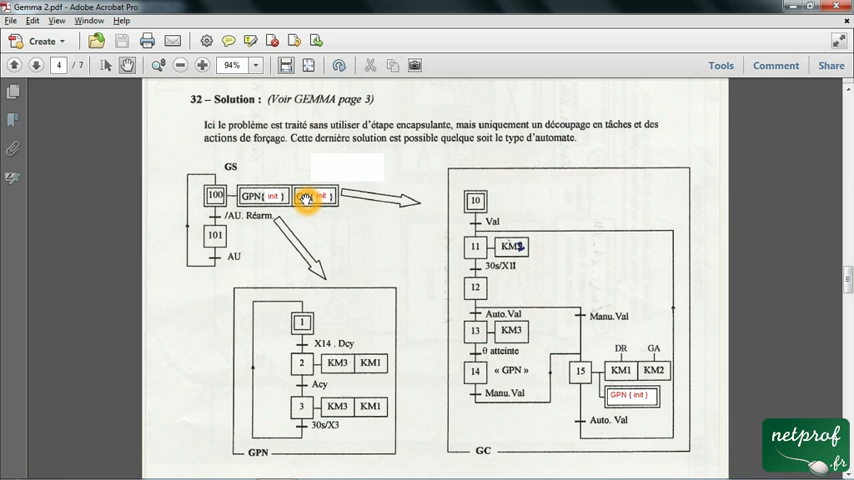 Gemma 2.pdf - Adobe Acrobat Pro
File Edit View Window Help
Create
4 / 7 94% Tools Comment Share
32 – Solution : (Voir GEMMA page 3)
Ici le problème est traité sans utiliser d'étape encapsulante, mais uniquement un découpage en tâches et des
actions de forçage. Cette dernière solution est possible quelque soit le type d'automate.
GS
100 GPN{ init } init }
/AU. Réarm.
101
AU
1
X14 . Dcy
2 KM3 KM1
Acy
3 KM3 KM1
30s/X3
GPN
10
Val
11
30s/X11
12
Auto.Val Manu.Val
13 KM3
θ atteinte
14 « GPN »
Manu.Val
DR GA
15 KM1 KM2
GPN { init }
Auto. Val
GC
netprof
.fr